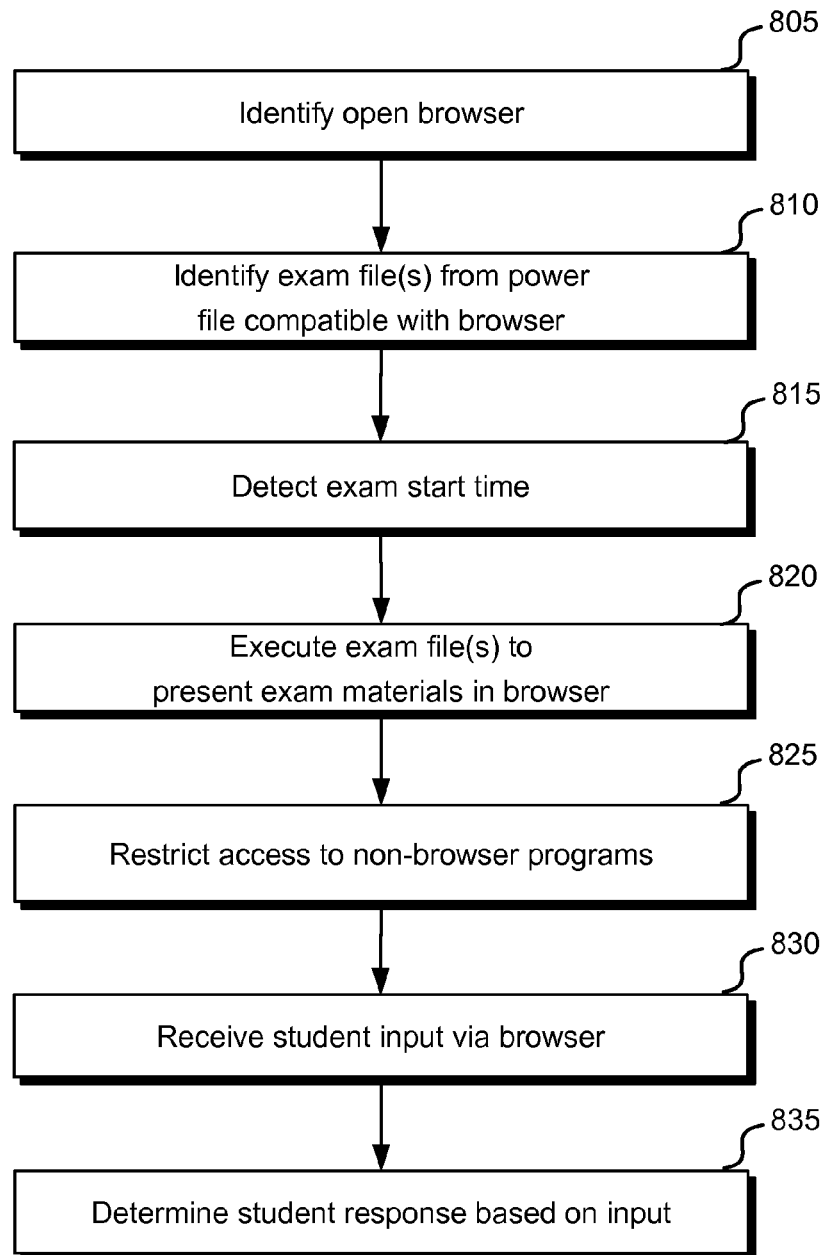 805
Identify open browser
810
Identify exam file(s) from power
file compatible with browser
815
Detect exam start time
820
Execute exam file(s) to
present exam materials in browser
825
Restrict access to non-browser programs
830
Receive student input via browser
835
Determine student response based on input